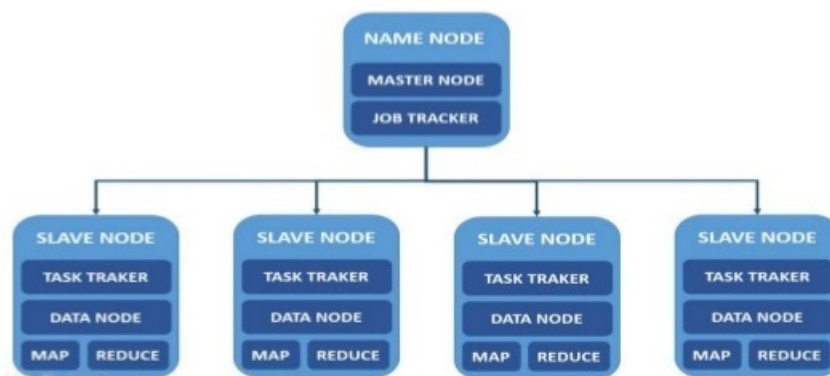 NAME NODE
MASTER NODE
JOB TRACKER
SLAVE NODE SLAVE NODE SLAVE NODE SLAVE NODE
TASK TRAKER TASK TRAKER TASK TRAKER TASK TRAKER
DATA NODE DATA NODE DATA NODE DATA NODE
MAP REDUCE MAP REDUCE MAP REDUCE MAP REDUCE